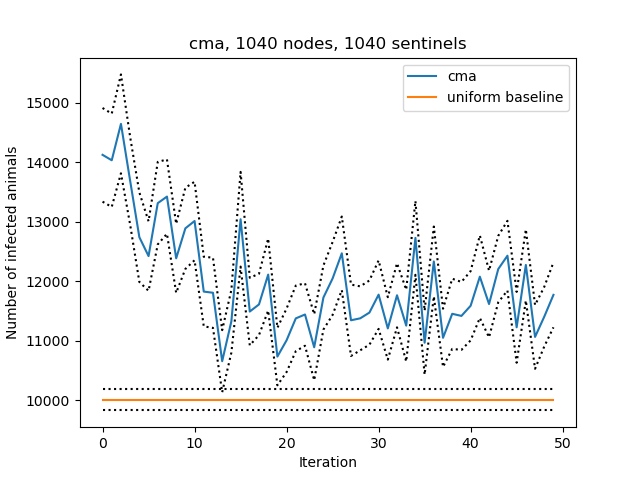 cma, 1040 nodes, 1040 sentinels
cma
uniform baseline
Number of infected animals
15000
14000
13000
12000
11000
10000
0 10 20 30 40 50
Iteration